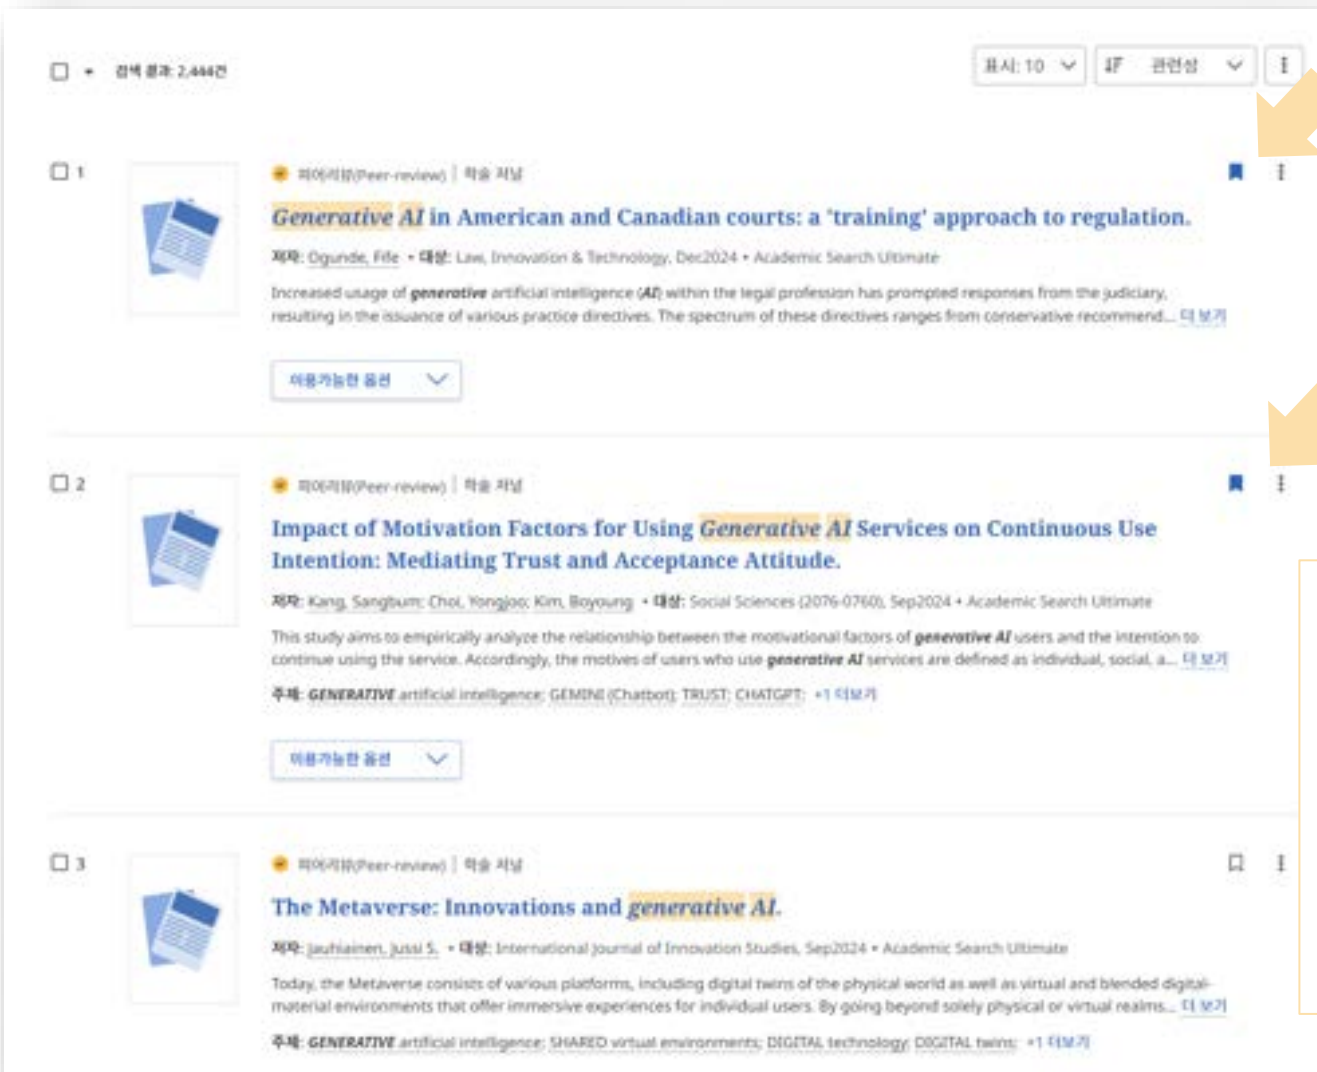 검색 결과: 2,444건
표시: 10
관련성
1
피어리뷰(Peer-review) | 학술 저널
Generative AI in American and Canadian courts: a 'training' approach to regulation.
저자: Ogunde, Fife • 대상: Law, Innovation & Technology, Dec2024 • Academic Search Ultimate
Increased usage of generative artificial intelligence (AI) within the legal profession has prompted responses from the judiciary,
resulting in the issuance of various practice directives. The spectrum of these directives ranges from conservative recommend... 더 보기
이용가능한 옵션
2
피어리뷰(Peer-review) | 학술 저널
Impact of Motivation Factors for Using Generative AI Services on Continuous Use
Intention: Mediating Trust and Acceptance Attitude.
저자: Kang, Sangbum; Choi, Yongjoo; Kim, Boyoung • 대상: Social Sciences (2076-0760), Sep2024 • Academic Search Ultimate
This study aims to empirically analyze the relationship between the motivational factors of generative AI users and the intention to
continue using the service. Accordingly, the motives of users who use generative AI services are defined as individual, social, a... 더 보기
주제: GENERATIVE artificial intelligence; GEMINI (Chatbot); TRUST; CHATGPT; +1 더보기
이용가능한 옵션
3
피어리뷰(Peer-review) | 학술 저널
The Metaverse: Innovations and generative AI.
저자: Jauhiainen, Jussi S. • 대상: International Journal of Innovation Studies, Sep2024 • Academic Search Ultimate
Today, the Metaverse consists of various platforms, including digital twins of the physical world as well as virtual and blended digital-
material environments that offer immersive experiences for individual users. By going beyond solely physical or virtual realms... 더 보기
주제: GENERATIVE artificial intelligence; SHARED virtual environments; DIGITAL technology; DIGITAL twins; +1 더보기